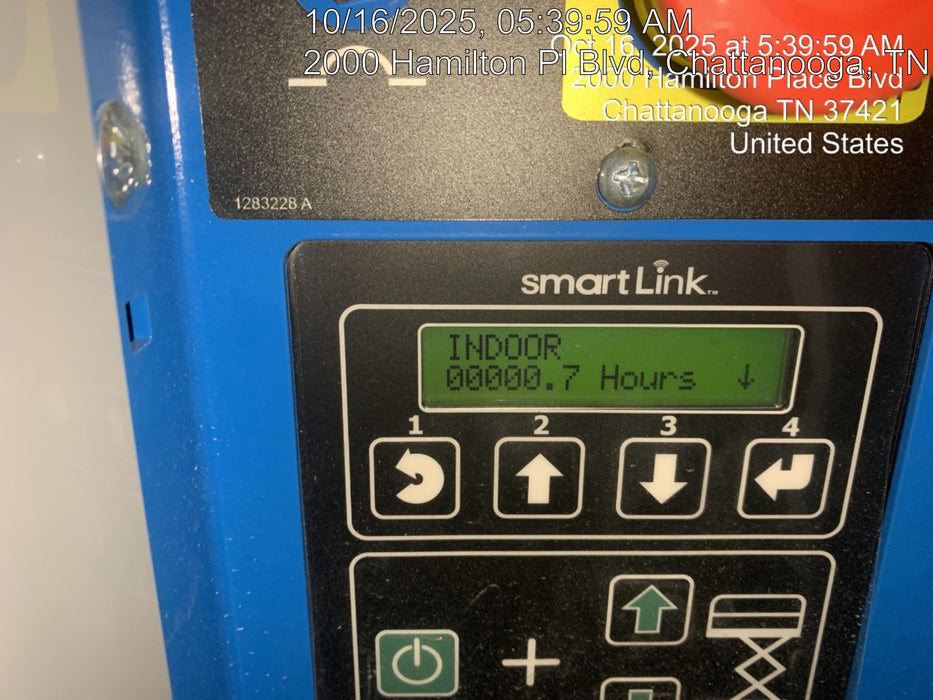 10/16/2025, 05:39:59 AM
Oct 16, 2025 at 5:39:59 AM
2000 Hamilton Pl Blvd, Chattanooga, TN
2000 Hamilton Place Blvd
Chattanooga TN 37421
United States
1283228 A
smartLink™
INDOOR
00000.7 Hours ↓
1 2 3 4